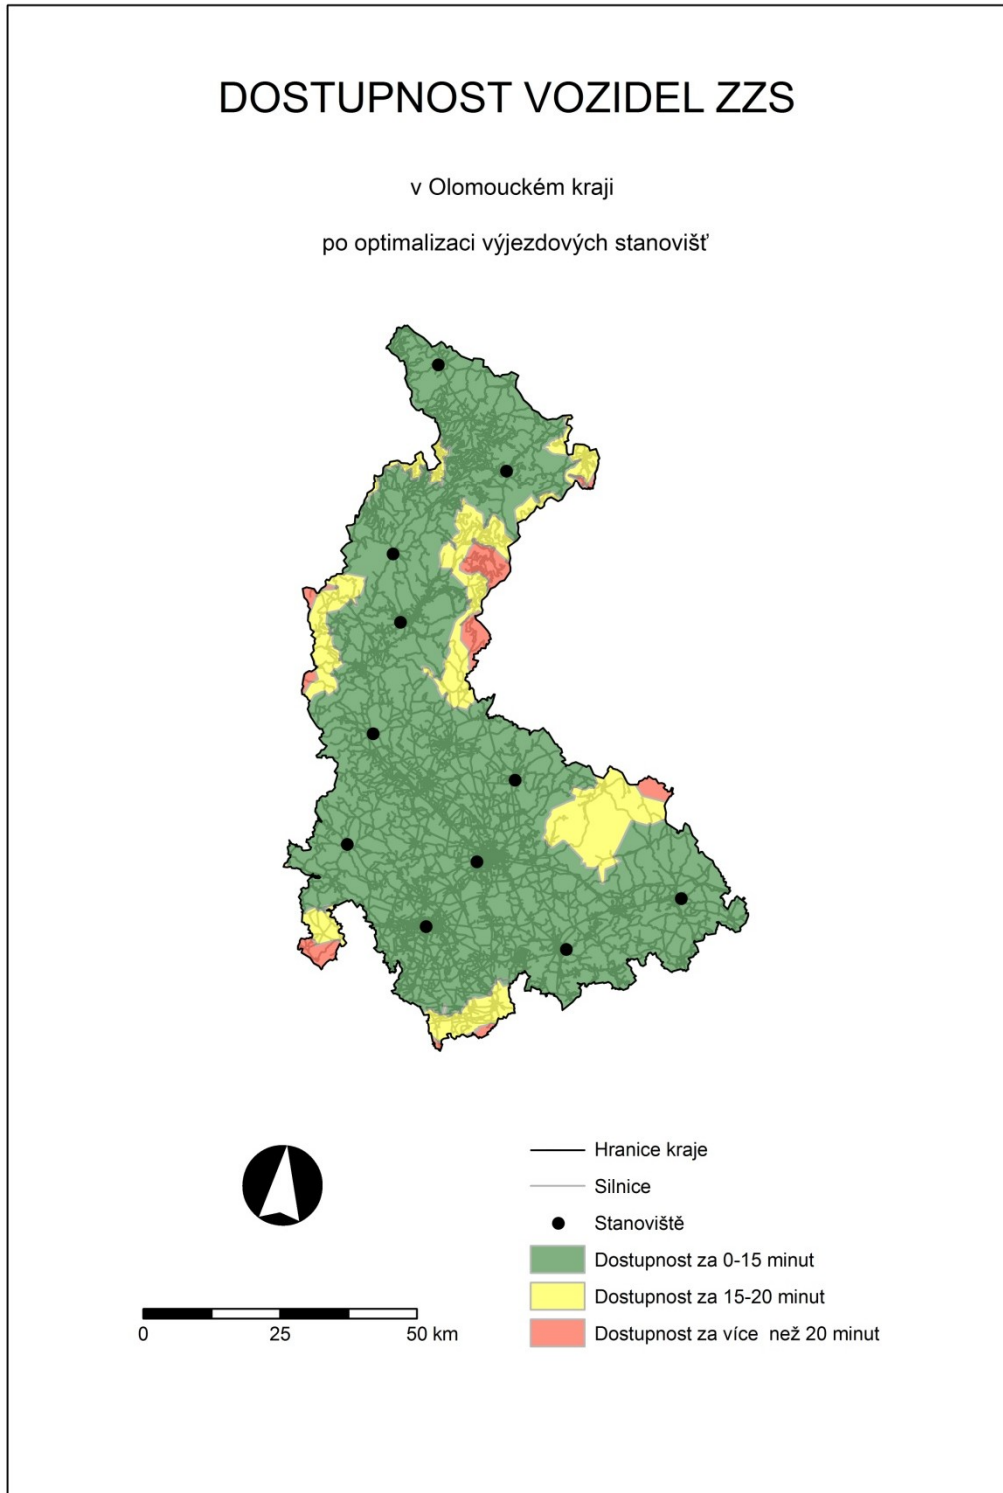 DOSTUPNOST VOZIDEL ZZS
v Olomouckém kraji
po optimalizaci výjezdových stanovišť
Hranice kraje
Silnice
Stanoviště
Dostupnost za 0-15 minut
Dostupnost za 15-20 minut
Dostupnost za více než 20 minut
0 25 50 km